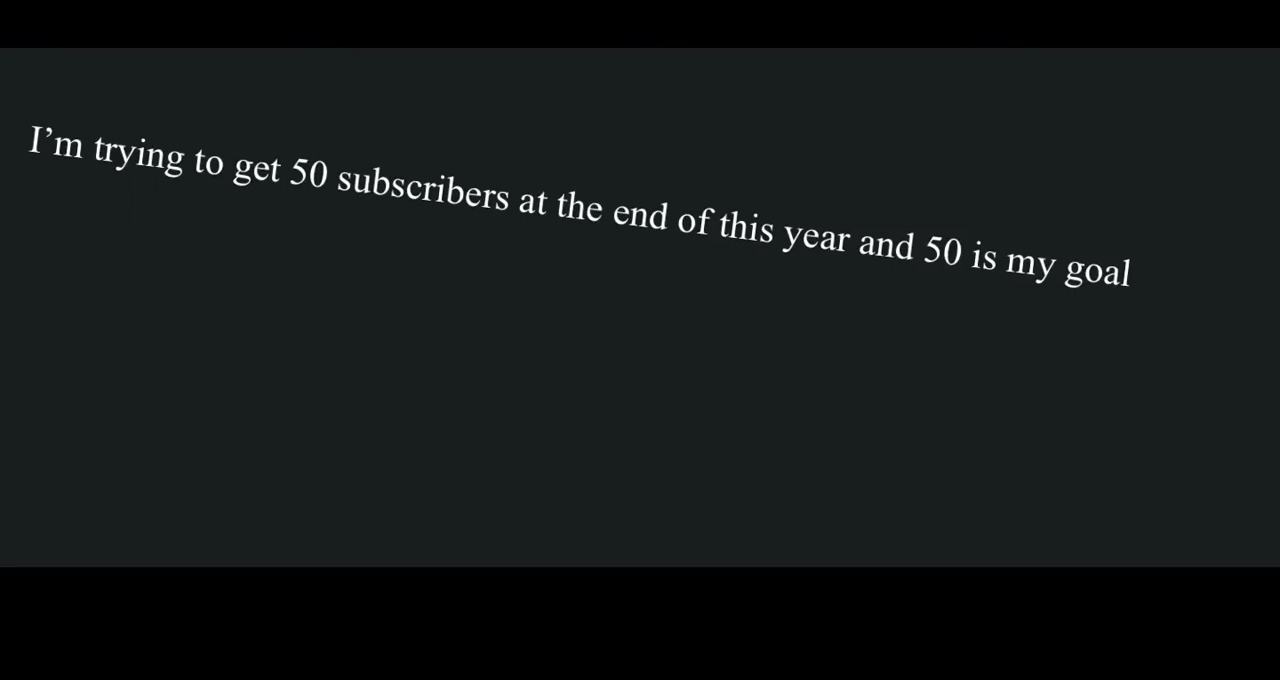 I’m trying to get 50 subscribers at the end of this year and 50 is my goal